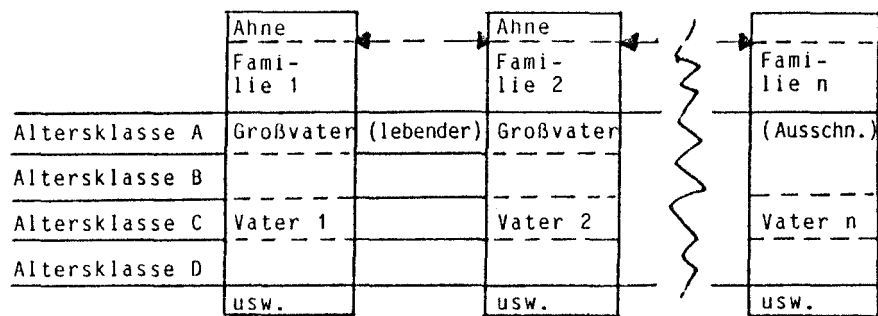 Ahne Ahne
Fami- Fami- Fami-
lie 1 lie 2 lie n
Altersklasse A Großvater (lebender) Großvater (Ausschn.)
Altersklasse B
Altersklasse C Vater 1 Vater 2 Vater n
Altersklasse D
usw. usw. usw.